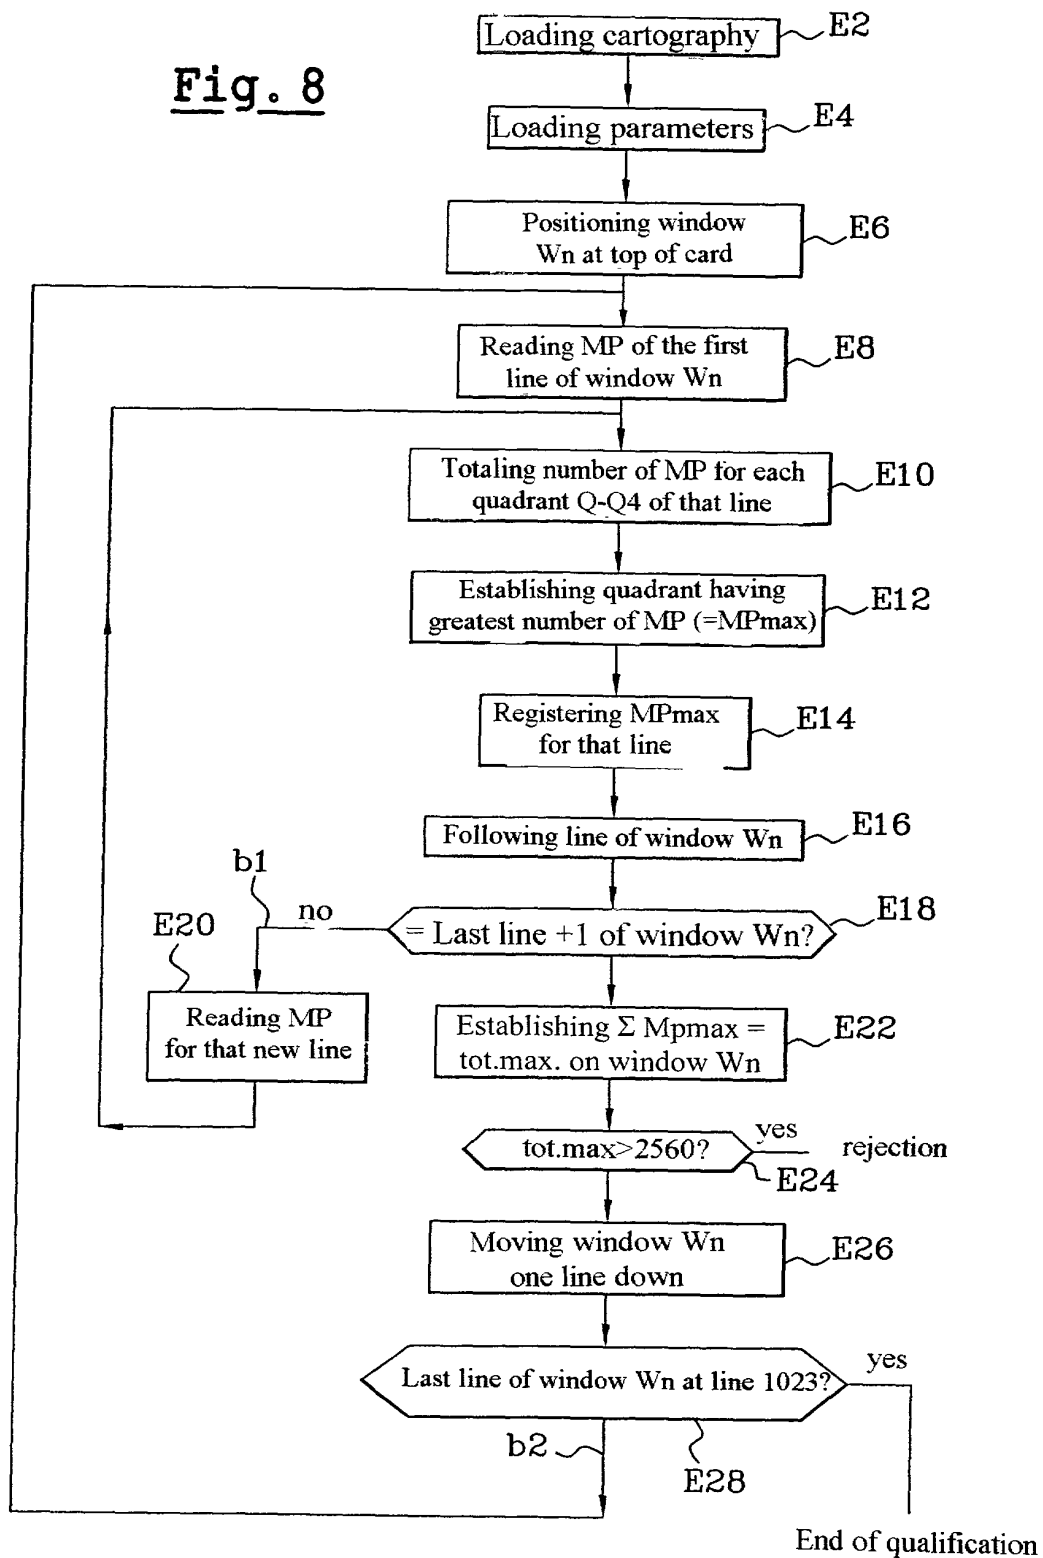 Fig. 8
Loading cartography
E2
Loading parameters
E4
Positioning window
Wn at top of card
E6
Reading MP of the first
line of window Wn
E8
Totaling number of MP for each
quadrant Q-Q4 of that line
E10
Establishing quadrant having
greatest number of MP (=MPmax)
E12
Registering MPmax
for that line
E14
Following line of window Wn
E16
b1
no
= Last line +1 of window Wn?
E18
E20
Reading MP
for that new line
Establishing Σ Mpmax =
tot.max. on window Wn
E22
tot.max>2560?
yes
rejection
E24
Moving window Wn
one line down
E26
Last line of window Wn at line 1023?
yes
b2
E28
End of qualification